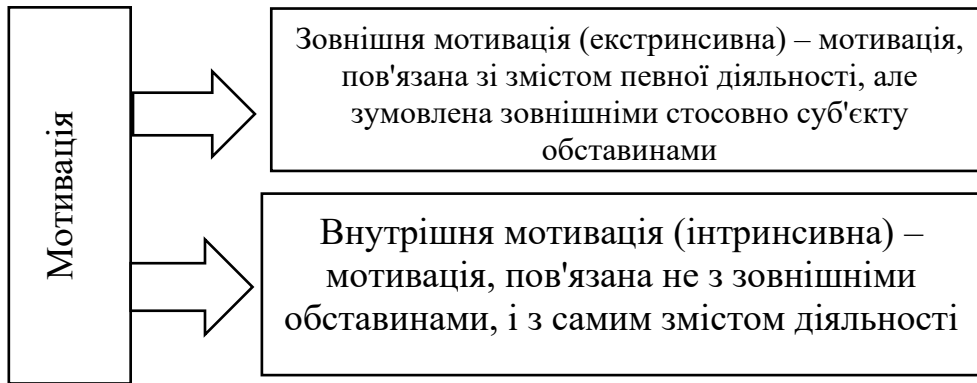 Мотивація
Зовнішня мотивація (екстринсивна) – мотивація,
пов'язана зі змістом певної діяльності, але
зумовлена зовнішніми стосовно суб'єкту
обставинами
Внутрішня мотивація (інтринсивна) –
мотивація, пов'язана не з зовнішніми
обставинами, і з самим змістом діяльності